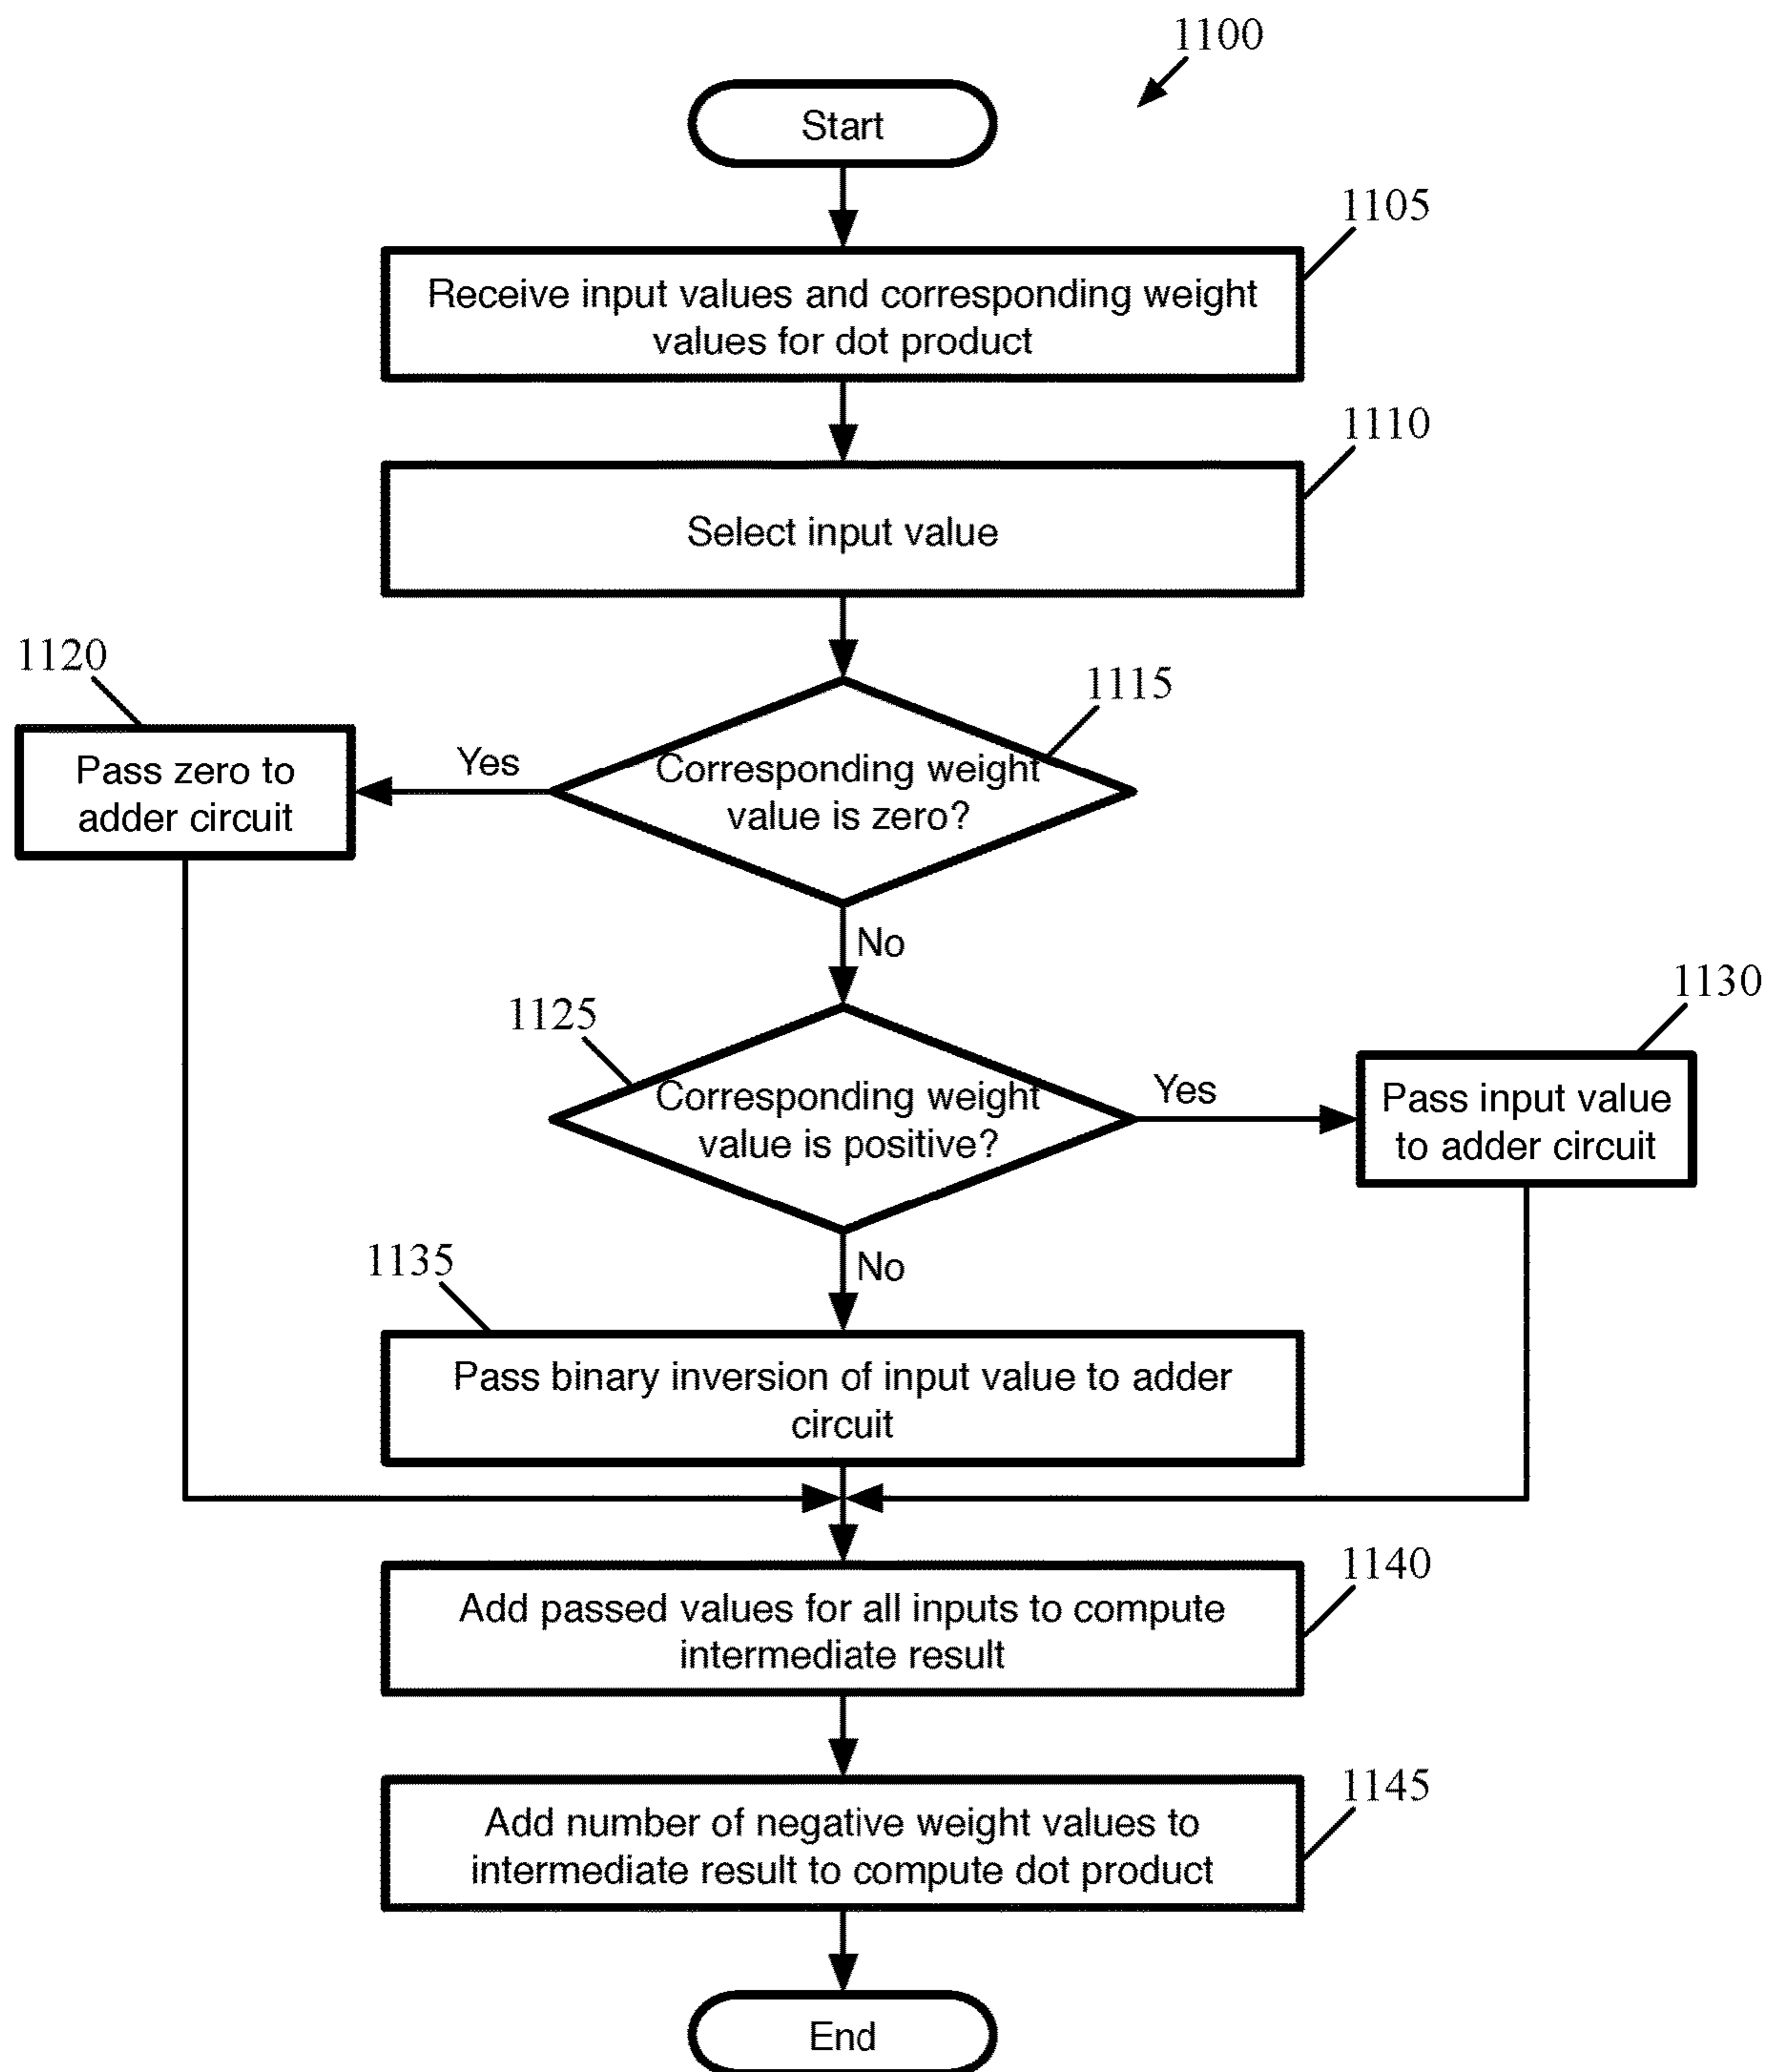 1100
Start
1105
Receive input values and corresponding weight
values for dot product
1110
Select input value
1120
1115
Pass zero to
adder circuit
Yes
Corresponding weight
value is zero?
No
1130
1125
Corresponding weight
value is positive?
Yes
Pass input value
to adder circuit
No
1135
Pass binary inversion of input value to adder
circuit
1140
Add passed values for all inputs to compute
intermediate result
1145
Add number of negative weight values to
intermediate result to compute dot product
End